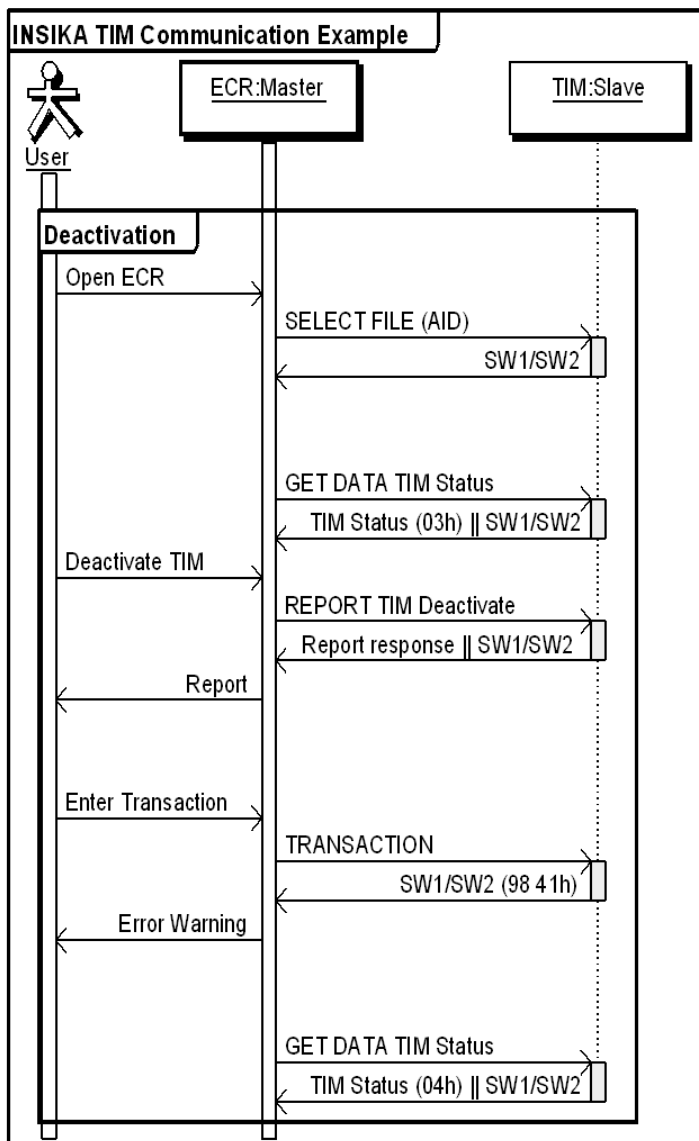 INSIKA TIM Communication Example
User
ECR:Master
TIM:Slave
Deactivation
Open ECR
SELECT FILE (AID)
SW1/SW2
GET DATA TIM Status
TIM Status (03h) || SW1/SW2
Deactivate TIM
REPORT TIM Deactivate
Report response || SW1/SW2
Report
Enter Transaction
TRANSACTION
SW1/SW2 (98 41h)
Error Warning
GET DATA TIM Status
TIM Status (04h) || SW1/SW2